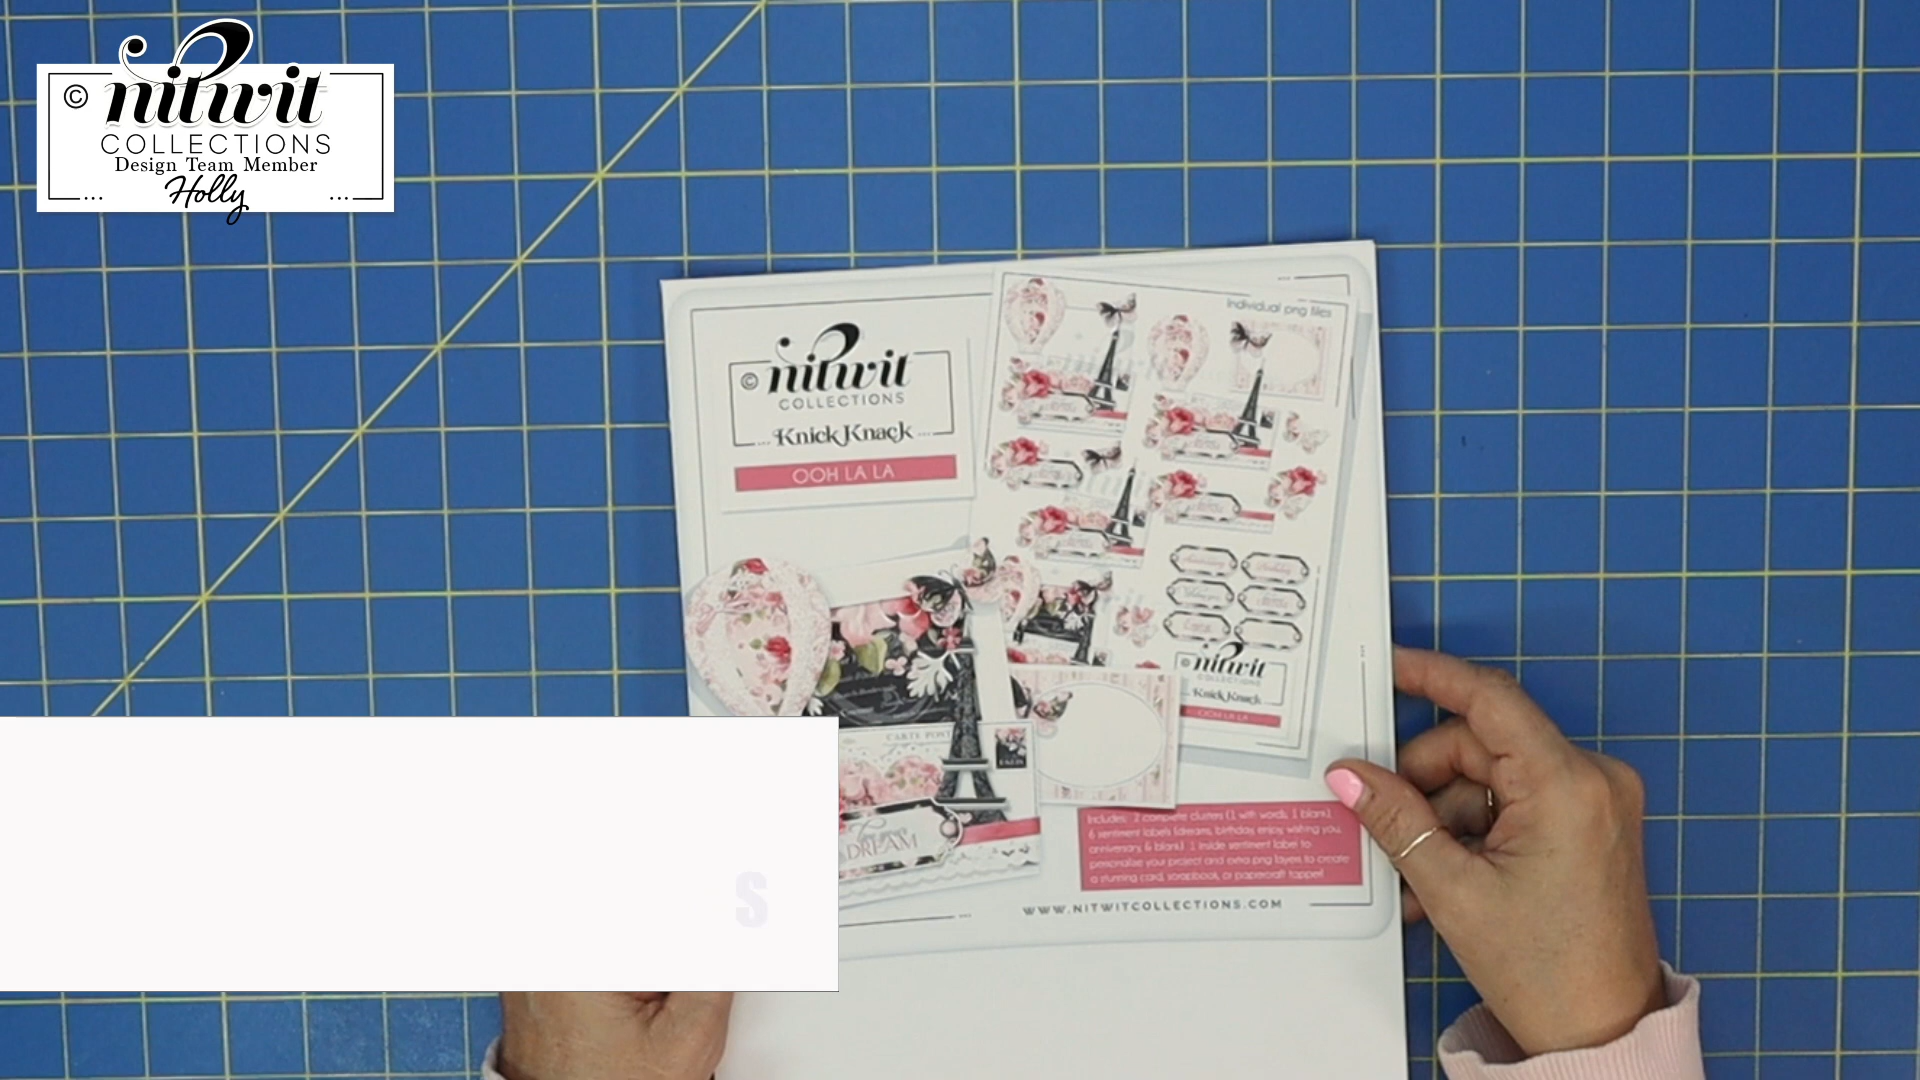 © nitwit
COLLECTIONS
Design Team Member
Holly
© nitwit
COLLECTIONS
Knick Knack
OOH LA LA
Individual png files
CARTE POST
PARIS
DREAM
© nitwit
COLLECTIONS
Knick Knack
OOH LA LA
Includes: 2 complete clusters (1 with words, 1 blank),
6 sentiment labels (dreams, birthday, enjoy, wishing you,
anniversary, & blank) 1 inside sentiment label to
personalize your project and extra png layers to create
a stunning card, scrapbook, or papercraft topper!
WWW.NITWITCOLLECTIONS.COM
S